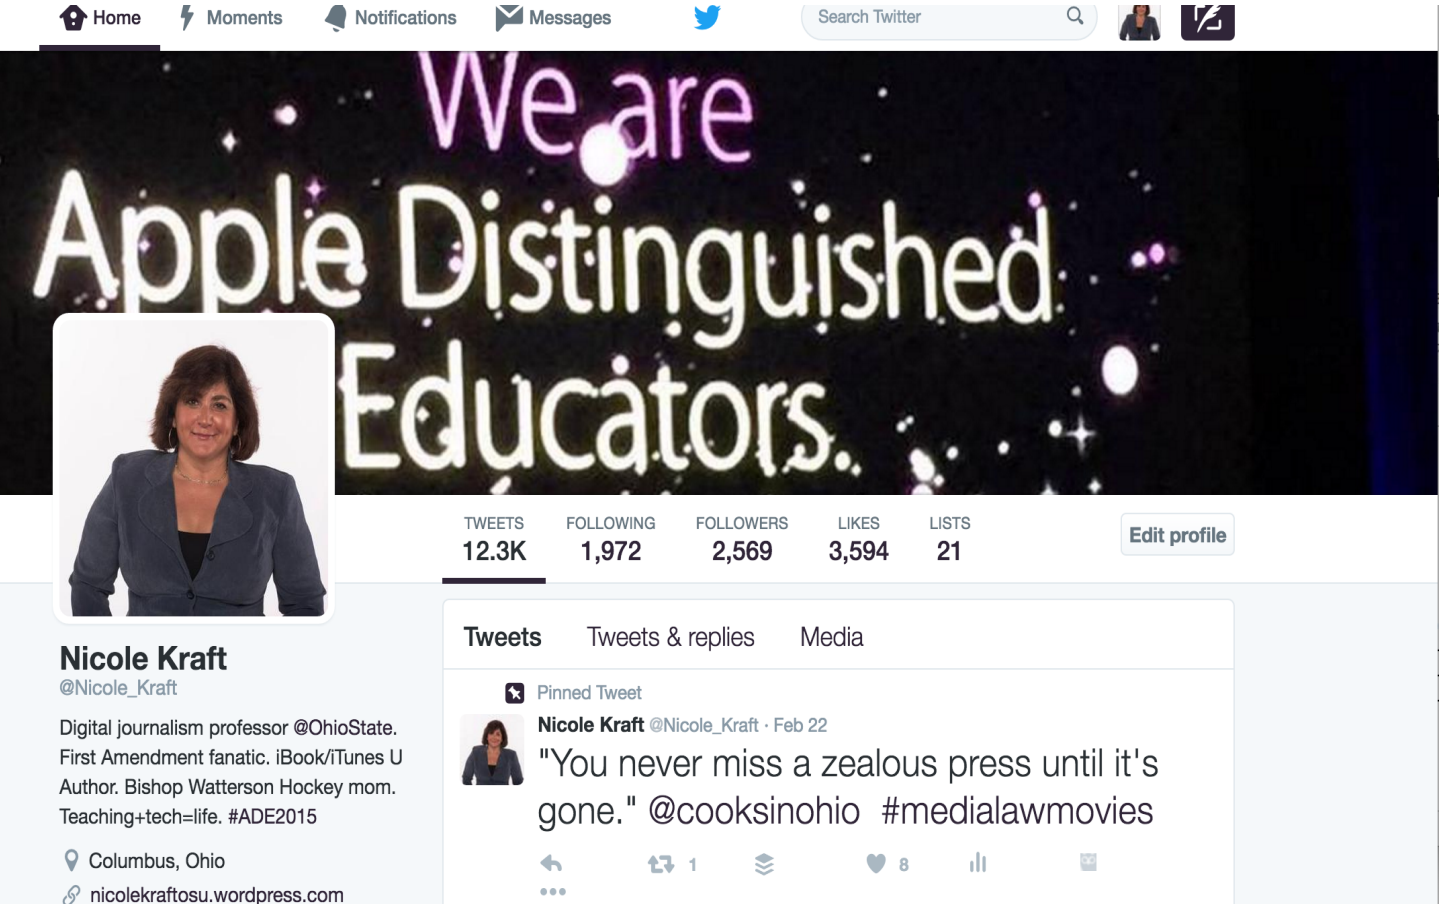 Home Moments Notifications Messages Search Twitter
We are
Apple Distinguished
Educators.
TWEETS FOLLOWING FOLLOWERS LIKES LISTS
12.3K 1,972 2,569 3,594 21
Edit profile
Nicole Kraft
@Nicole_Kraft
Digital journalism professor @OhioState.
First Amendment fanatic. iBook/iTunes U
Author. Bishop Watterson Hockey mom.
Teaching+tech=life. #ADE2015
Columbus, Ohio
nicolekraftosu.wordpress.com
Tweets Tweets & replies Media
Pinned Tweet
Nicole Kraft @Nicole_Kraft · Feb 22
"You never miss a zealous press until it's
gone." @cooksinohio #medialawmovies
1 8